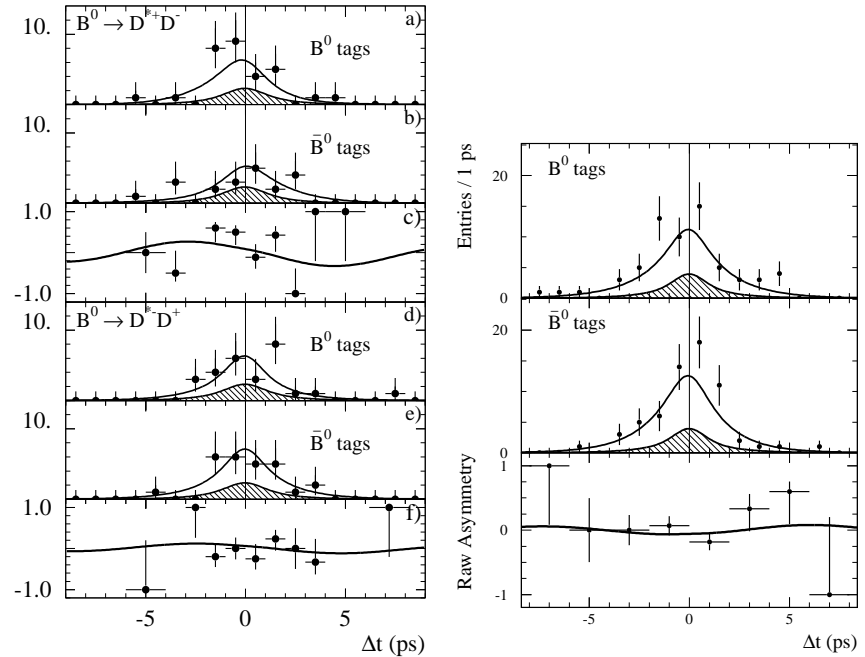 B⁰ → D*⁺D⁻
a)
10.
B⁰ tags
b)
10.
B̄⁰ tags
c)
1.0
-1.0
B⁰ → D*⁻D⁺
d)
10.
B⁰ tags
e)
10.
B̄⁰ tags
f)
1.0
-1.0
-5 0 5
Δt (ps)
Entries / 1 ps
20
B⁰ tags
0
20
B̄⁰ tags
0
Raw Asymmetry
1
0
-1
-5 0 5
Δt (ps)